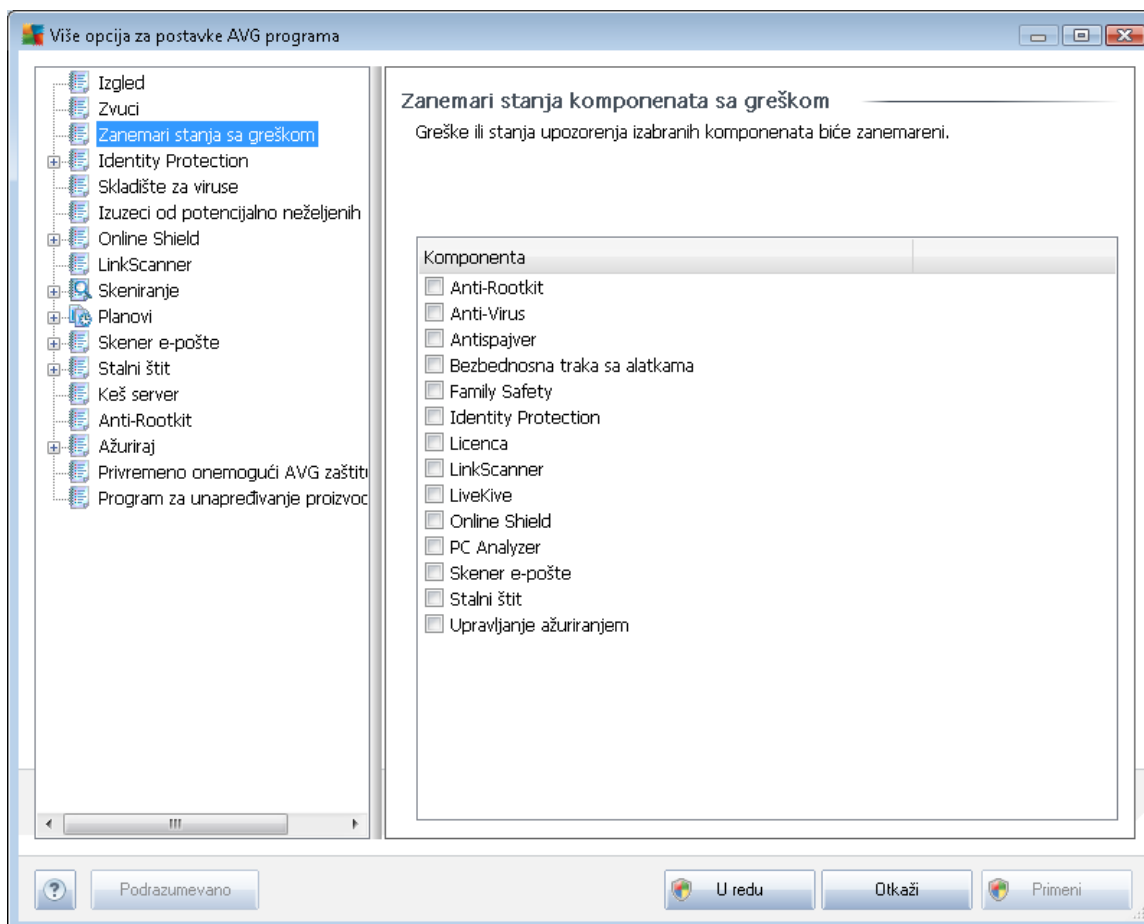 Više opcija za postavke AVG programa
Izgled
Zvuci
Zanemari stanja sa greškom
Identity Protection
Skladište za viruse
Izuzeci od potencijalno neželjenih
Online Shield
LinkScanner
Skeniranje
Planovi
Skener e-pošte
Stalni štit
Keš server
Anti-Rootkit
Ažuriraj
Privremeno onemogući AVG zaštitu
Program za unapređivanje proizvod
Zanemari stanja komponenata sa greškom
Greške ili stanja upozorenja izabranih komponenata biće zanemareni.
Komponenta
Anti-Rootkit
Anti-Virus
Antispajver
Bezbednosna traka sa alatkama
Family Safety
Identity Protection
Licenca
LinkScanner
LiveKive
Online Shield
PC Analyzer
Skener e-pošte
Stalni štit
Upravljanje ažuriranjem
Podrazumevano
U redu
Otkaži
Primeni